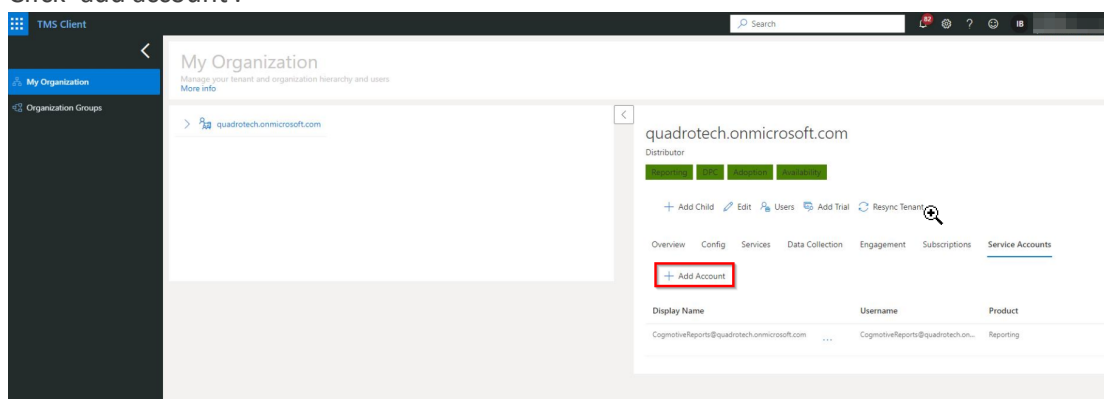 Click 'add account'.
TMS Client
Search
82
?
IB
My Organization
Organization Groups
My Organization
Manage your tenant and organization hierarchy and users
More info
quadrotech.onmicrosoft.com
quadrotech.onmicrosoft.com
Distributor
Reporting DPC Adoption Availability
Add Child Edit Users Add Trial Resync Tenant
Overview Config Services Data Collection Engagement Subscriptions Service Accounts
+ Add Account
Display Name Username Product
CogmotiveReports@quadrotech.onmicrosoft.com ... CogmotiveReports@quadrotech.on... Reporting